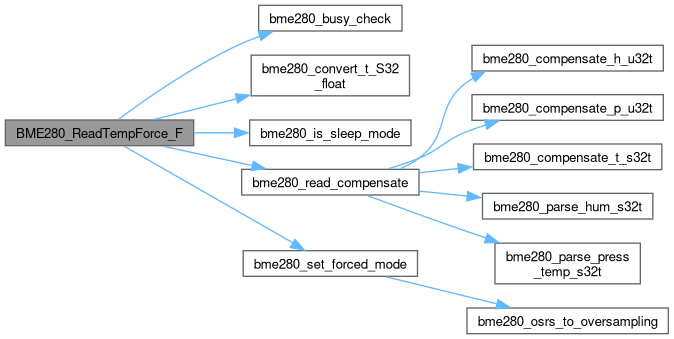 BME280_ReadTempForce_F
bme280_busy_check
bme280_convert_t_S32
_float
bme280_is_sleep_mode
bme280_read_compensate
bme280_set_forced_mode
bme280_compensate_h_u32t
bme280_compensate_p_u32t
bme280_compensate_t_s32t
bme280_parse_hum_s32t
bme280_parse_press
_temp_s32t
bme280_osrs_to_oversampling